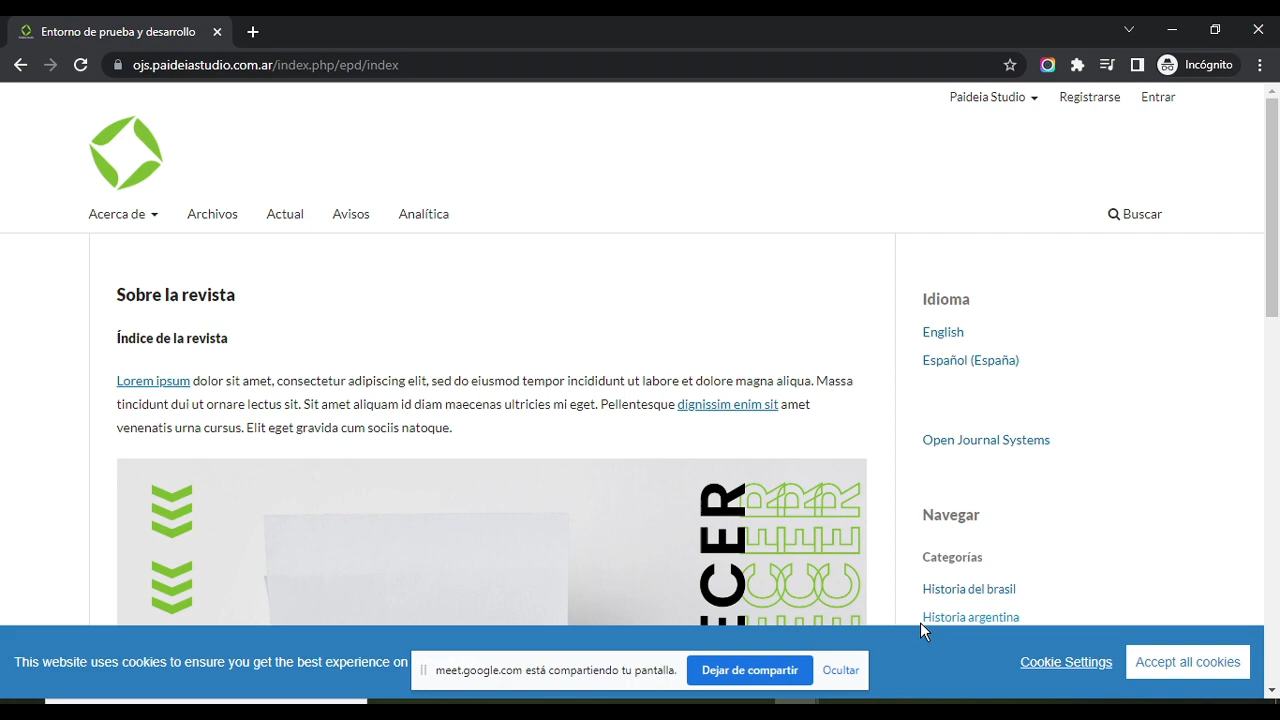 Entorno de prueba y desarrollo
ojs.paideiastudio.com.ar/index.php/epd/index
Incógnito
Paideia Studio
Registrarse
Entrar
Acerca de
Archivos
Actual
Avisos
Analítica
Buscar
Sobre la revista
Índice de la revista
Lorem ipsum dolor sit amet, consectetur adipiscing elit, sed do eiusmod tempor incididunt ut labore et dolore magna aliqua. Massa
tincidunt dui ut ornare lectus sit. Sit amet aliquam id diam maecenas ultricies mi eget. Pellentesque dignissim enim sit amet
venenatis urna cursus. Elit eget gravida cum sociis natoque.
Idioma
English
Español (España)
Open Journal Systems
Navegar
Categorías
Historia del brasil
Historia argentina
This website uses cookies to ensure you get the best experience on
meet.google.com está compartiendo tu pantalla.
Dejar de compartir
Ocultar
Cookie Settings
Accept all cookies